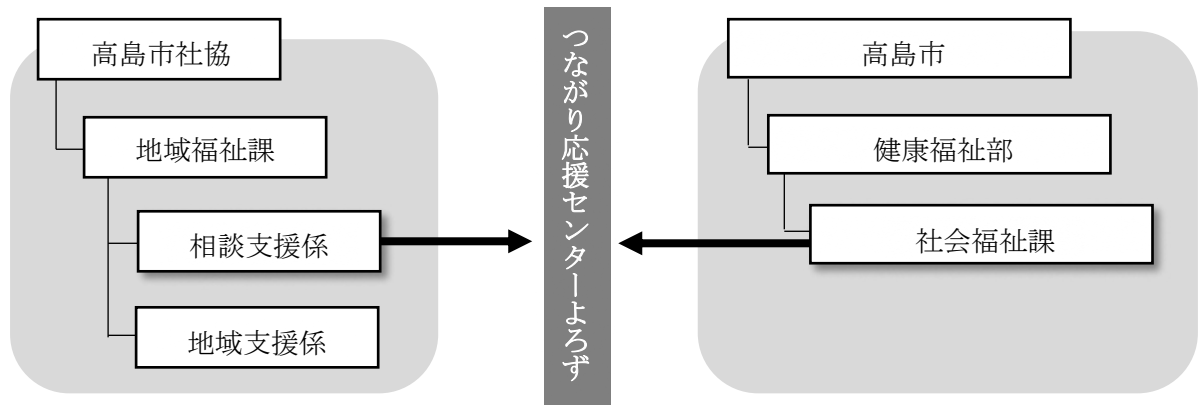 高島市社協
地域福祉課
相談支援係
地域支援係
つながり応援センターよろず
高島市
健康福祉部
社会福祉課